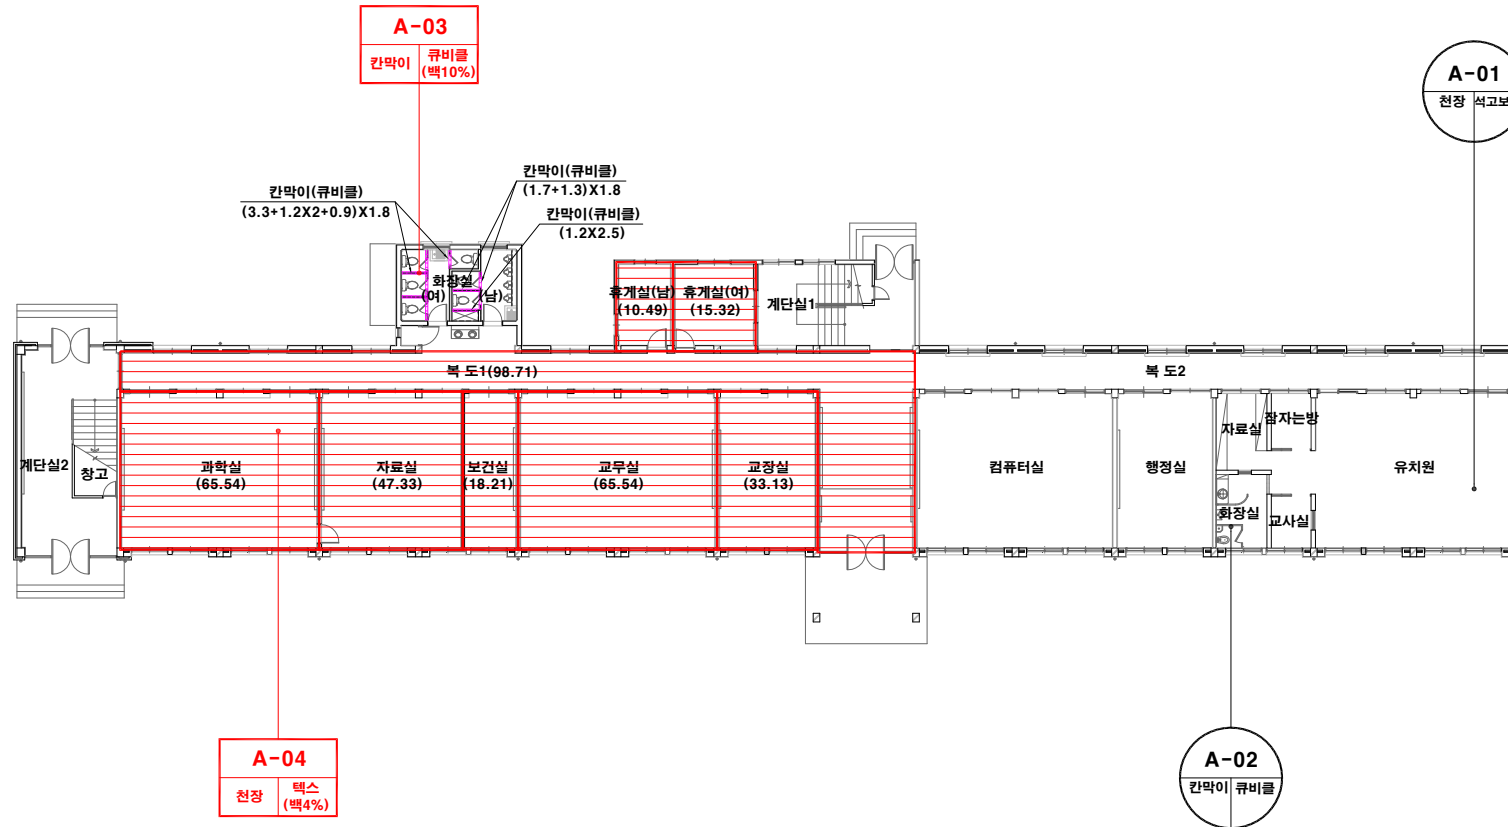 A-03
칸막이 큐비클
(백10%)
A-01
천장 석고보
칸막이(큐비클)
(1.7+1.3)X1.8
칸막이(큐비클)
(3.3+1.2X2+0.9)X1.8
칸막이(큐비클)
(1.2X2.5)
화장실
(여) (남)
휴게실(남)
(10.49)
휴게실(여)
(15.32)
계단실1
복 도1(98.71)
복 도2
계단실2
창고
과학실
(65.54)
자료실
(47.33)
보건실
(18.21)
교무실
(65.54)
교장실
(33.13)
컴퓨터실
행정실
자료실
잠자는방
화장실
교사실
유치원
A-04
천장 텍스
(백4%)
A-02
칸막이 큐비클